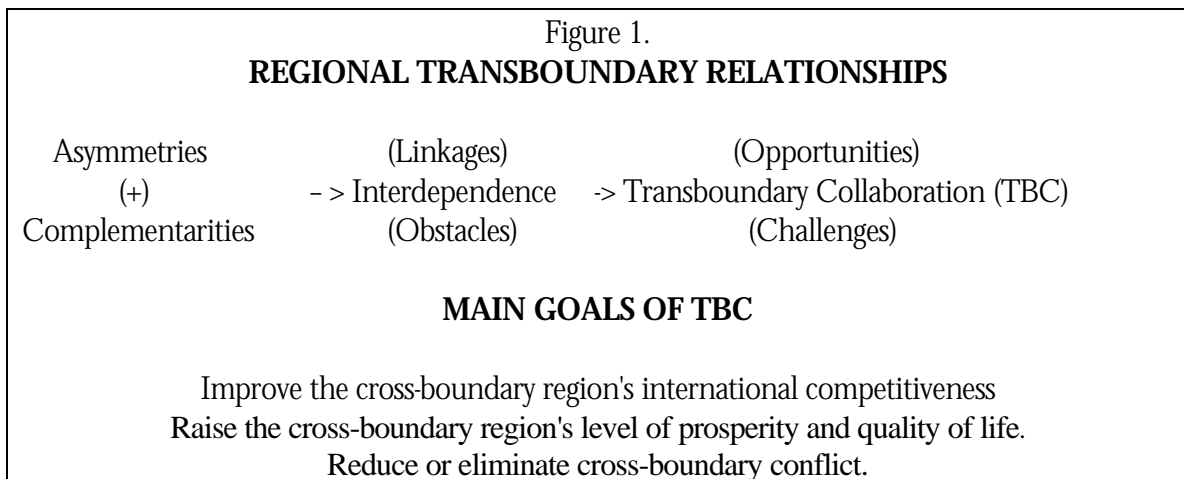 Figure 1.
REGIONAL TRANSBOUNDARY RELATIONSHIPS
Asymmetries (Linkages) (Opportunities)
(+) – > Interdependence -> Transboundary Collaboration (TBC)
Complementarities (Obstacles) (Challenges)
MAIN GOALS OF TBC
Improve the cross-boundary region's international competitiveness
Raise the cross-boundary region's level of prosperity and quality of life.
Reduce or eliminate cross-boundary conflict.